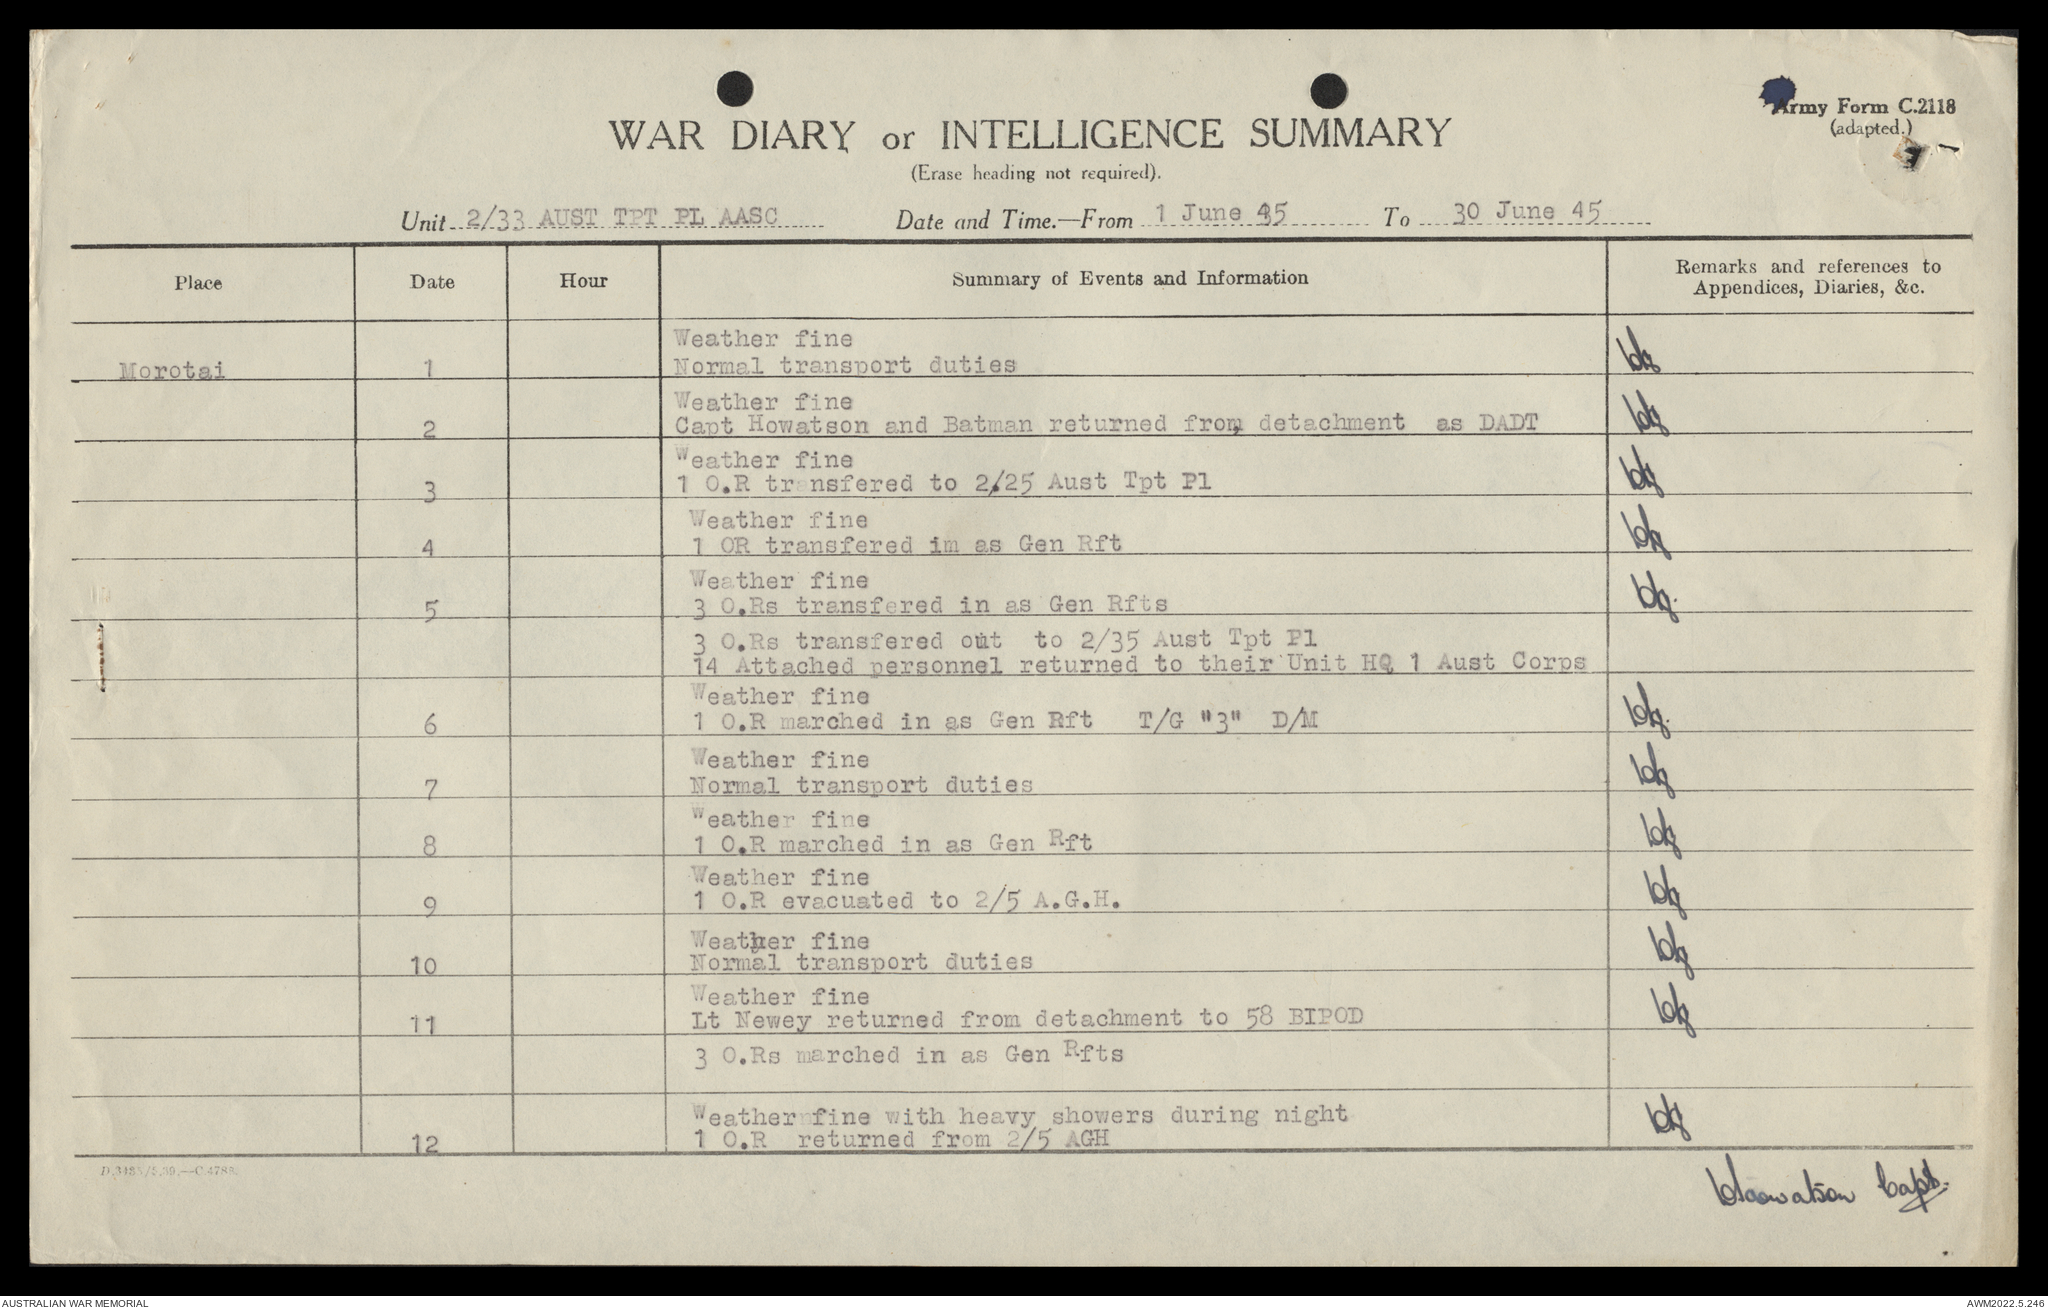 Army Form C.2118
(adapted.)
WAR DIARY or INTELLIGENCE SUMMARY
(Erase heading not required).
Unit 2/33 AUST TPT PL AASC Date and Time.—From 1 June 45 To 30 June 45
Place Date Hour Summary of Events and Information Remarks and references to
Appendices, Diaries, &c.
Weather fine
Morotai 1 Normal transport duties
Weather fine
2 Capt Howatson and Batman returned from detachment as DADT
Weather fine
3 1 O.R transfered to 2/25 Aust Tpt Pl
Weather fine
4 1 OR transfered im as Gen Rft
Weather fine
5 3 O.Rs transfered in as Gen Rfts
3 O.Rs transfered out to 2/35 Aust Tpt Pl
14 Attached personnel returned to their Unit HQ 1 Aust Corps
Weather fine
6 1 O.R marched in as Gen Rft T/G "3" D/M
Weather fine
7 Normal transport duties
Weather fine
8 1 O.R marched in as Gen Rft
Weather fine
9 1 O.R evacuated to 2/5 A.G.H.
Weather fine
10 Normal transport duties
Weather fine
11 Lt Newey returned from detachment to 58 BIPOD
3 O.Rs marched in as Gen Rfts
Weather fine with heavy showers during night
12 1 O.R returned from 2/5 AGH
Howatson Capt.
AUSTRALIAN WAR MEMORIAL AWM2022.5.246